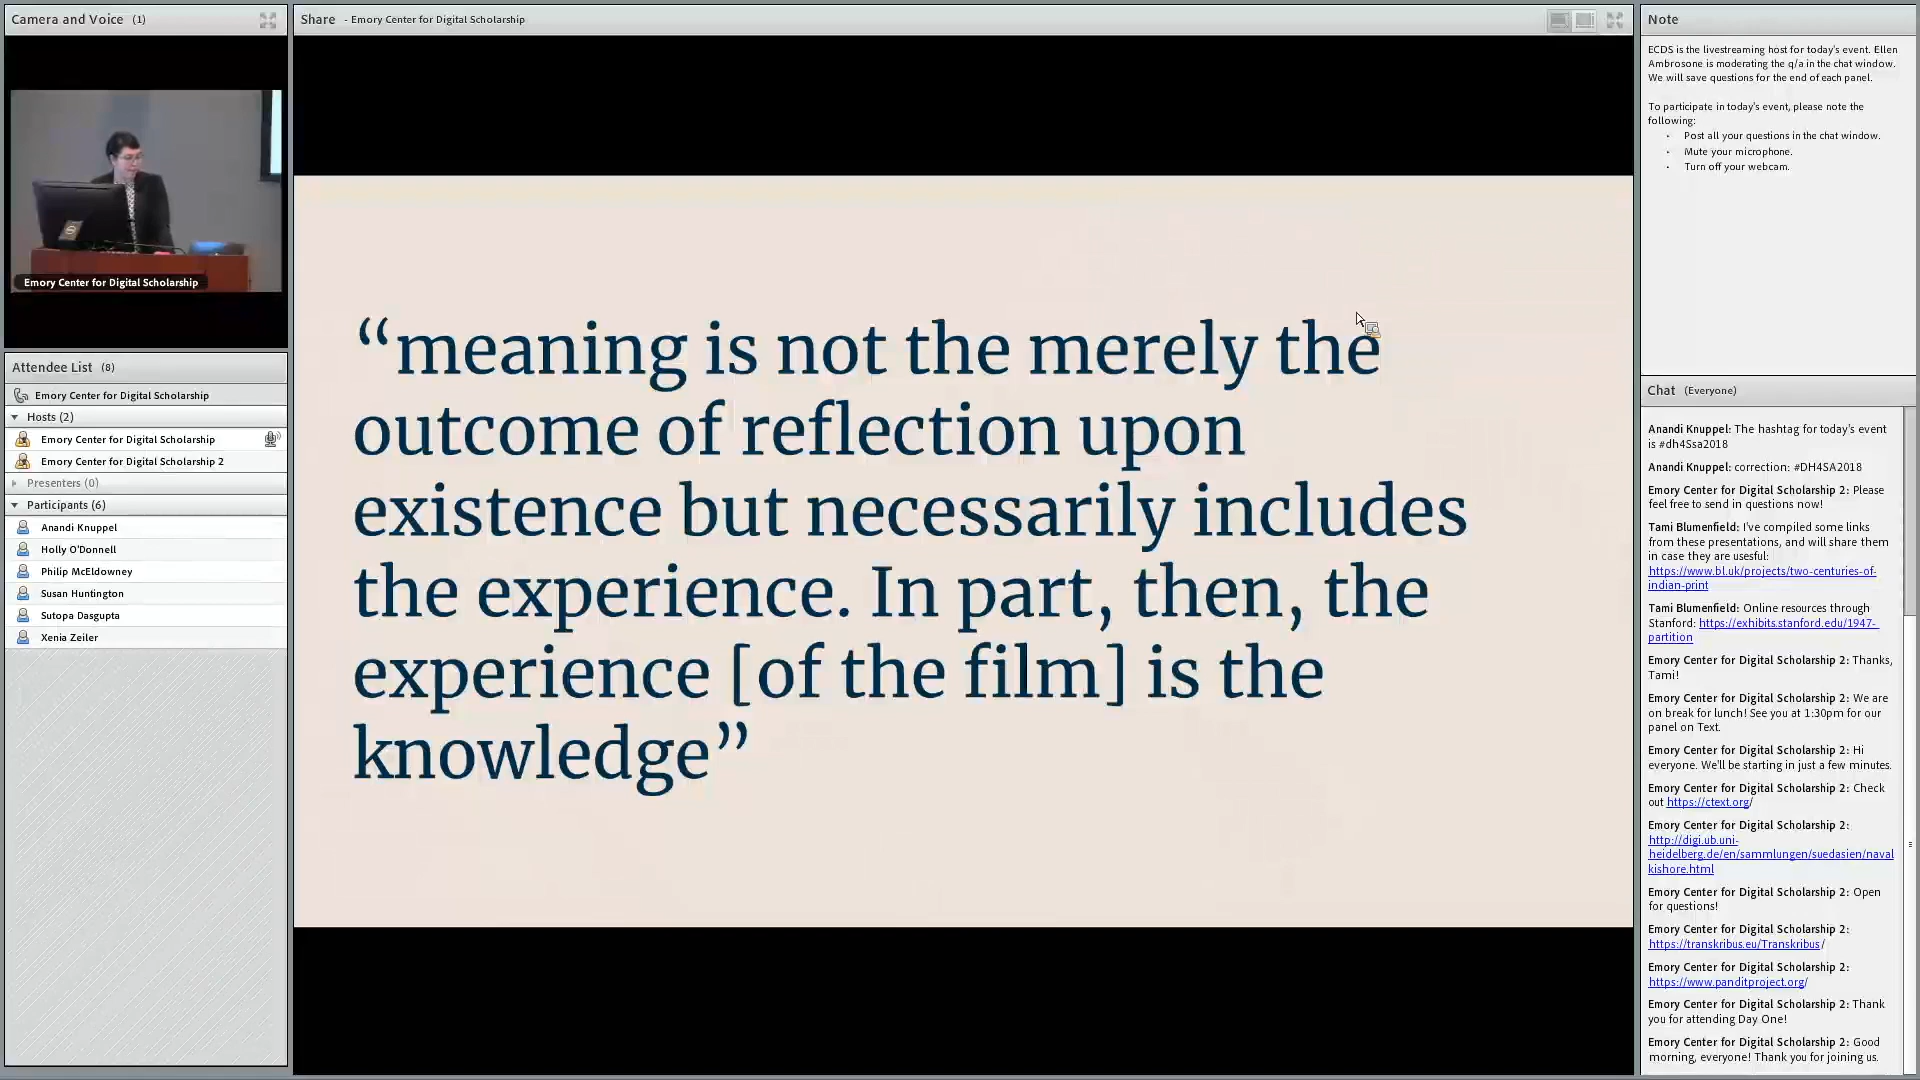 Camera and Voice (1)
Emory Center for Digital Scholarship
Attendee List (8)
Emory Center for Digital Scholarship
Hosts (2)
Emory Center for Digital Scholarship
Emory Center for Digital Scholarship 2
Presenters (0)
Participants (6)
Anandi Knuppel
Holly O'Donnell
Philip McEldowney
Susan Huntington
Sutopa Dasgupta
Xenia Zeiler
Share - Emory Center for Digital Scholarship
“meaning is not the merely the
outcome of reflection upon
existence but necessarily includes
the experience. In part, then, the
experience [of the film] is the
knowledge”
Note
ECDS is the livestreaming host for today's event. Ellen
Ambrosone is moderating the q/a in the chat window.
We will save questions for the end of each panel.
To participate in today's event, please note the
following:
• Post all your questions in the chat window.
• Mute your microphone.
• Turn off your webcam.
Chat (Everyone)
Anandi Knuppel: The hashtag for today's event
is #dh4Ssa2018
Anandi Knuppel: correction: #DH4SA2018
Emory Center for Digital Scholarship 2: Please
feel free to send in questions now!
Tami Blumenfield: I've compiled some links
from these presentations, and will share them
in case they are usesful:
https://www.bl.uk/projects/two-centuries-of-
indian-print
Tami Blumenfield: Online resources through
Stanford: https://exhibits.stanford.edu/1947-
partition
Emory Center for Digital Scholarship 2: Thanks,
Tami!
Emory Center for Digital Scholarship 2: We are
on break for lunch! See you at 1:30pm for our
panel on Text.
Emory Center for Digital Scholarship 2: Hi
everyone. We'll be starting in just a few minutes.
Emory Center for Digital Scholarship 2: Check
out https://ctext.org/
Emory Center for Digital Scholarship 2:
http://digi.ub.uni-
heidelberg.de/en/sammlungen/suedasien/naval
kishore.html
Emory Center for Digital Scholarship 2: Open
for questions!
Emory Center for Digital Scholarship 2:
https://transkribus.eu/Transkribus/
Emory Center for Digital Scholarship 2:
https://www.panditproject.org/
Emory Center for Digital Scholarship 2: Thank
you for attending Day One!
Emory Center for Digital Scholarship 2: Good
morning, everyone! Thank you for joining us.